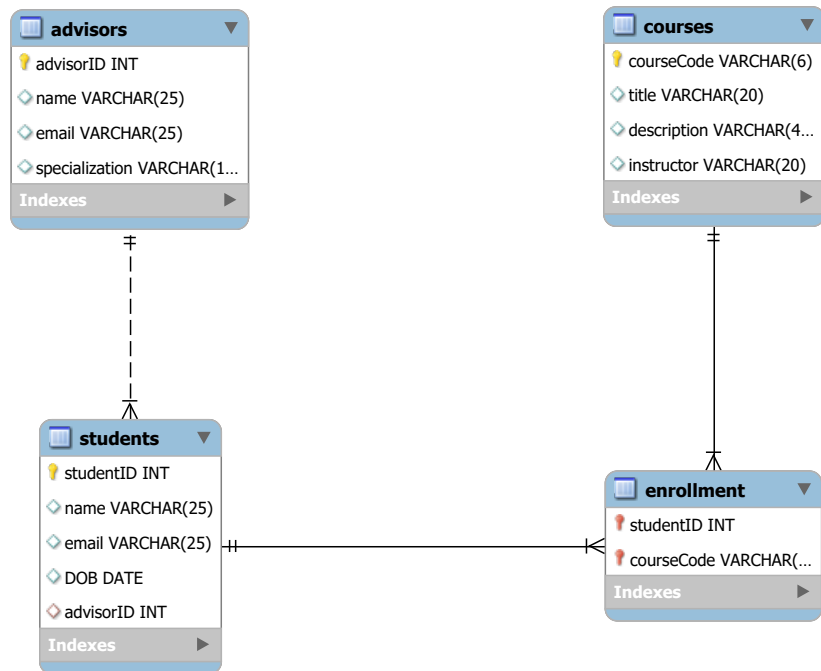 advisors
advisorID INT
name VARCHAR(25)
email VARCHAR(25)
specialization VARCHAR(1...
Indexes
courses
courseCode VARCHAR(6)
title VARCHAR(20)
description VARCHAR(4...
instructor VARCHAR(20)
Indexes
students
studentID INT
name VARCHAR(25)
email VARCHAR(25)
DOB DATE
advisorID INT
Indexes
enrollment
studentID INT
courseCode VARCHAR(...
Indexes